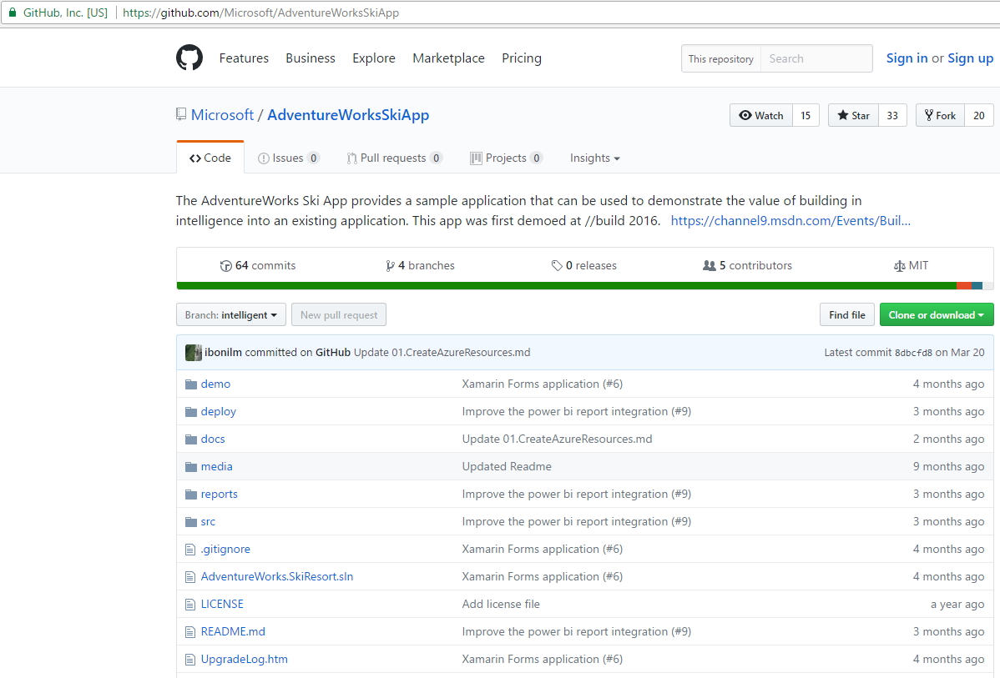 GitHub, Inc. [US] https://github.com/Microsoft/AdventureWorksSkiApp
Features Business Explore Marketplace Pricing This repository Search Sign in or Sign up
Microsoft / AdventureWorksSkiApp Watch 15 Star 33 Fork 20
Code Issues 0 Pull requests 0 Projects 0 Insights
The AdventureWorks Ski App provides a sample application that can be used to demonstrate the value of building in
intelligence into an existing application. This app was first demoed at //build 2016. https://channel9.msdn.com/Events/Buil...
64 commits 4 branches 0 releases 5 contributors MIT
Branch: intelligent New pull request Find file Clone or download
ibonilm committed on GitHub Update 01.CreateAzureResources.md Latest commit 8dbcfd8 on Mar 20
demo Xamarin Forms application (#6) 4 months ago
deploy Improve the power bi report integration (#9) 3 months ago
docs Update 01.CreateAzureResources.md 2 months ago
media Updated Readme 9 months ago
reports Improve the power bi report integration (#9) 3 months ago
src Improve the power bi report integration (#9) 3 months ago
.gitignore Xamarin Forms application (#6) 4 months ago
AdventureWorks.SkiResort.sln Xamarin Forms application (#6) 4 months ago
LICENSE Add license file a year ago
README.md Improve the power bi report integration (#9) 3 months ago
UpgradeLog.htm Xamarin Forms application (#6) 4 months ago